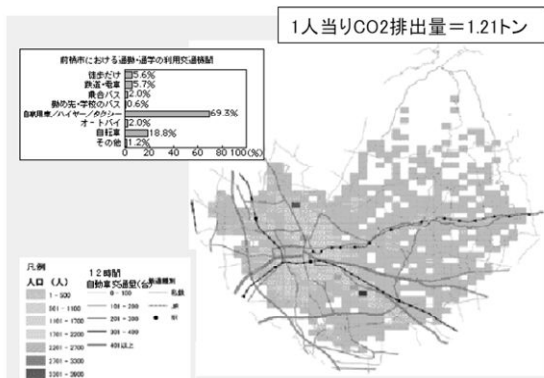 1人当りCO2排出量＝1.21トン
前橋市における通勤・通学の利用交通機関
徒歩だけ 5.6%
鉄道・電車 5.7%
乗合バス 2.0%
勤め先・学校のバス 0.6%
自家用車／ハイヤー／タクシー 69.3%
オートバイ 2.0%
自転車 18.8%
その他 1.2%
0 20 40 60 80 100 (%)
凡例
人口 (人)
1 - 500
501 - 1100
1101 - 1700
1701 - 2200
2201 - 2700
2701 - 3300
3301 - 3900
12時間
自動車交通量(台)
0 - 100
101 - 200
201 - 300
301 - 400
401以上
鉄道種別
私鉄
JR
駅